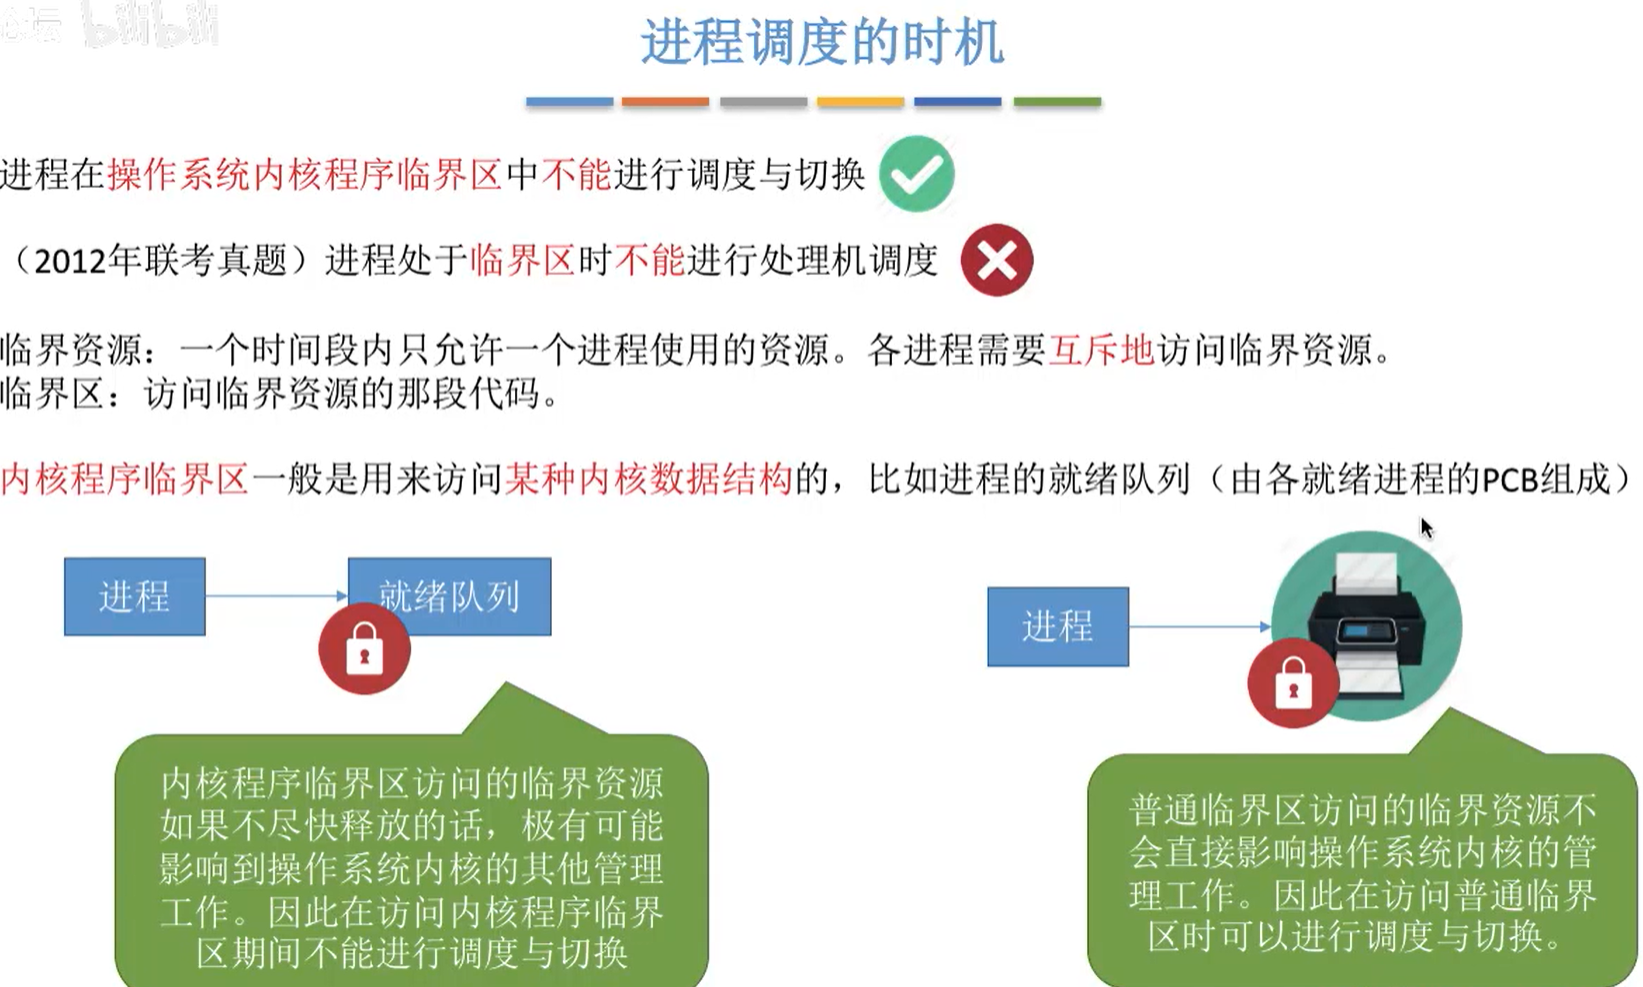 心坛 bilibili
进程调度的时机
进程在操作系统内核程序临界区中不能进行调度与切换
（2012年联考真题）进程处于临界区时不能进行处理机调度
临界资源：一个时间段内只允许一个进程使用的资源。各进程需要互斥地访问临界资源。
临界区：访问临界资源的那段代码。
内核程序临界区一般是用来访问某种内核数据结构的，比如进程的就绪队列（由各就绪进程的PCB组成）
进程
就绪队列
进程
内核程序临界区访问的临界资源
如果不尽快释放的话，极有可能
影响到操作系统内核的其他管理
工作。因此在访问内核程序临界
区期间不能进行调度与切换
普通临界区访问的临界资源不
会直接影响操作系统内核的管
理工作。因此在访问普通临界
区时可以进行调度与切换。